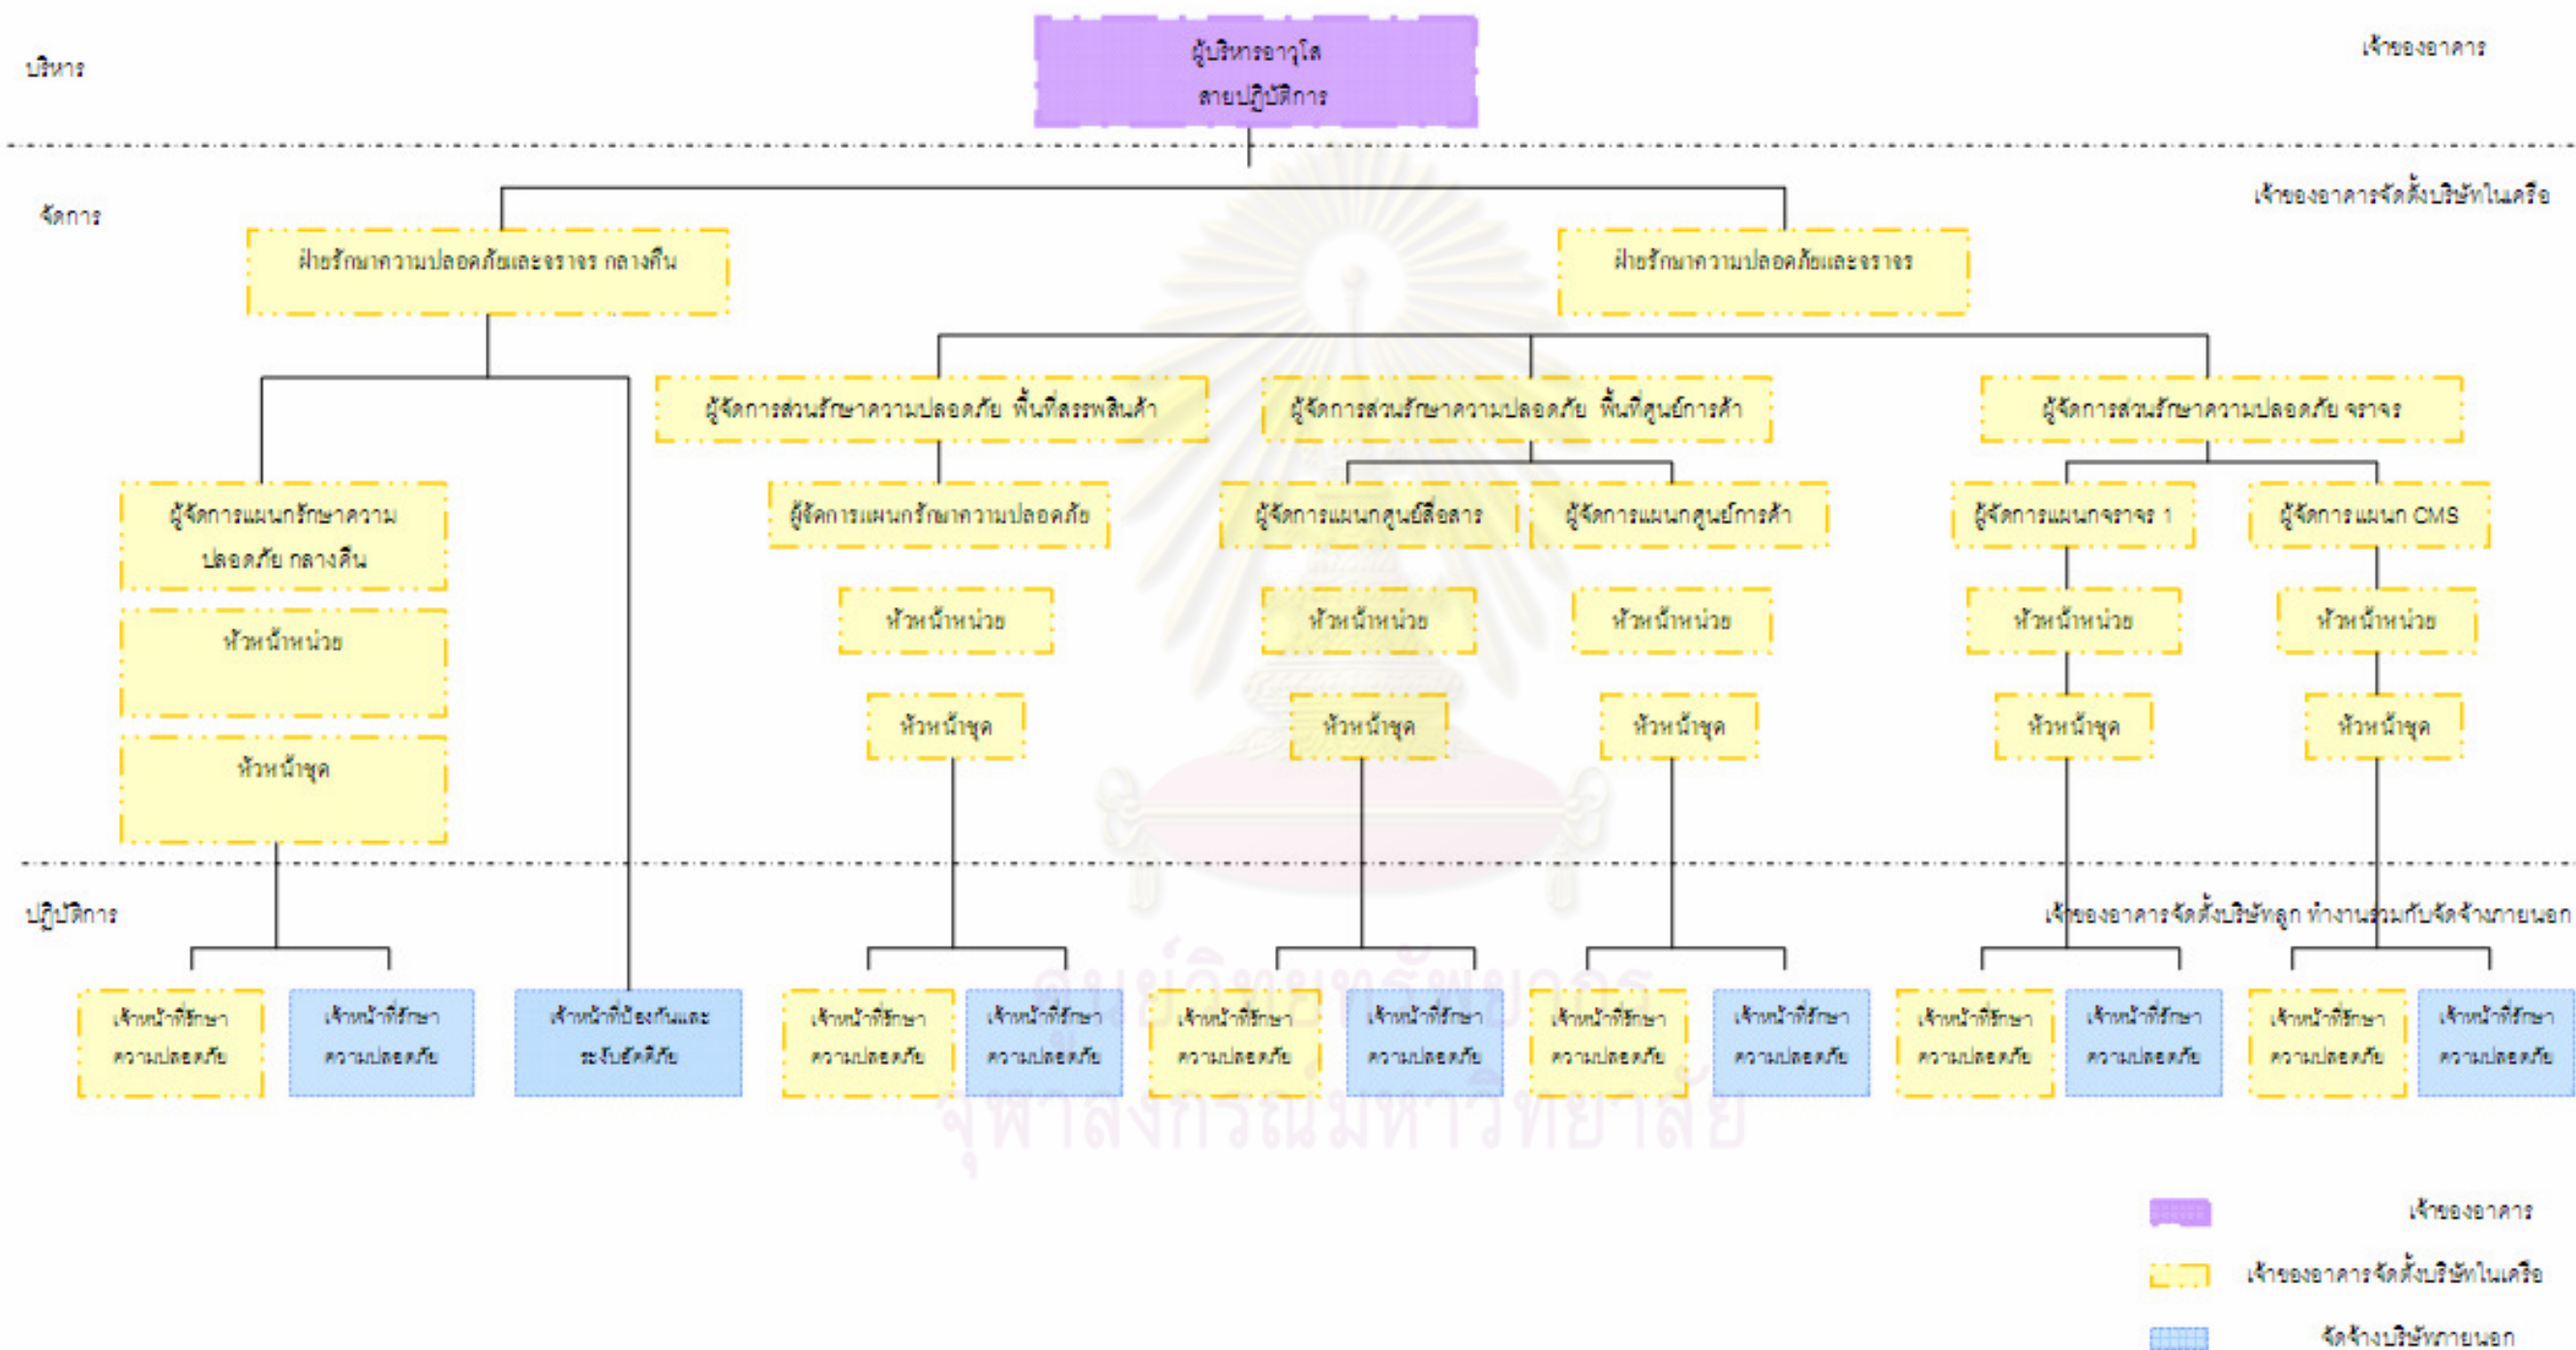 บริหาร
ผู้บริหารอาวุโส
สายปฎิบัติการ
เจ้าของอาคาร
จัดการ
เจ้าของอาคารจัดตั้งบริษัทในเครือ
ฝ่ายรักษาความปลอดภัยและจราจร กลางคืน
ฝ่ายรักษาความปลอดภัยและจราจร
ผู้จัดการส่วนรักษาความปลอดภัย พื้นที่สรรพสินค้า
ผู้จัดการส่วนรักษาความปลอดภัย พื้นที่ศูนย์การค้า
ผู้จัดการส่วนรักษาความปลอดภัย จราจร
ผู้จัดการแผนกรักษาความ
ปลอดภัย กลางคืน
ผู้จัดการแผนกรักษาความปลอดภัย
ผู้จัดการแผนกศูนย์สื่อสาร
ผู้จัดการแผนกศูนย์การค้า
ผู้จัดการแผนกจราจร 1
ผู้จัดการแผนก CMS
หัวหน้าหน่วย
หัวหน้าหน่วย
หัวหน้าหน่วย
หัวหน้าหน่วย
หัวหน้าหน่วย
หัวหน้าหน่วย
หัวหน้าชุด
หัวหน้าชุด
หัวหน้าชุด
หัวหน้าชุด
หัวหน้าชุด
หัวหน้าชุด
ปฎิบัติการ
เจ้าของอาคารจัดตั้งบริษัทลูก ทำงานรวมกับจัดจ้างภายนอก
เจ้าหน้าที่รักษา
ความปลอดภัย
เจ้าหน้าที่รักษา
ความปลอดภัย
เจ้าหน้าที่ป้องกันและ
ระงับอัคคีภัย
เจ้าหน้าที่รักษา
ความปลอดภัย
เจ้าหน้าที่รักษา
ความปลอดภัย
เจ้าหน้าที่รักษา
ความปลอดภัย
เจ้าหน้าที่รักษา
ความปลอดภัย
เจ้าหน้าที่รักษา
ความปลอดภัย
เจ้าหน้าที่รักษา
ความปลอดภัย
เจ้าหน้าที่รักษา
ความปลอดภัย
เจ้าหน้าที่รักษา
ความปลอดภัย
เจ้าหน้าที่รักษา
ความปลอดภัย
เจ้าหน้าที่รักษา
ความปลอดภัย
ศูนย์วิทยทรัพยากร
จุฬาลงกรณ์มหาวิทยาลัย
เจ้าของอาคาร
เจ้าของอาคารจัดตั้งบริษัทในเครือ
จัดจ้างบริษัทภายนอก